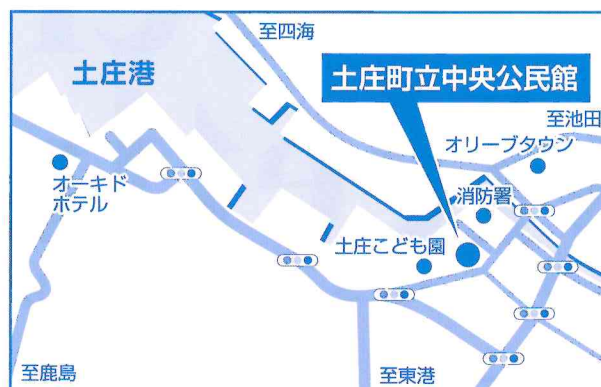 至四海
土庄港
土庄町立中央公民館
至池田
オリーブタウン
オーキド
ホテル
消防署
土庄こども園
至鹿島
至東港